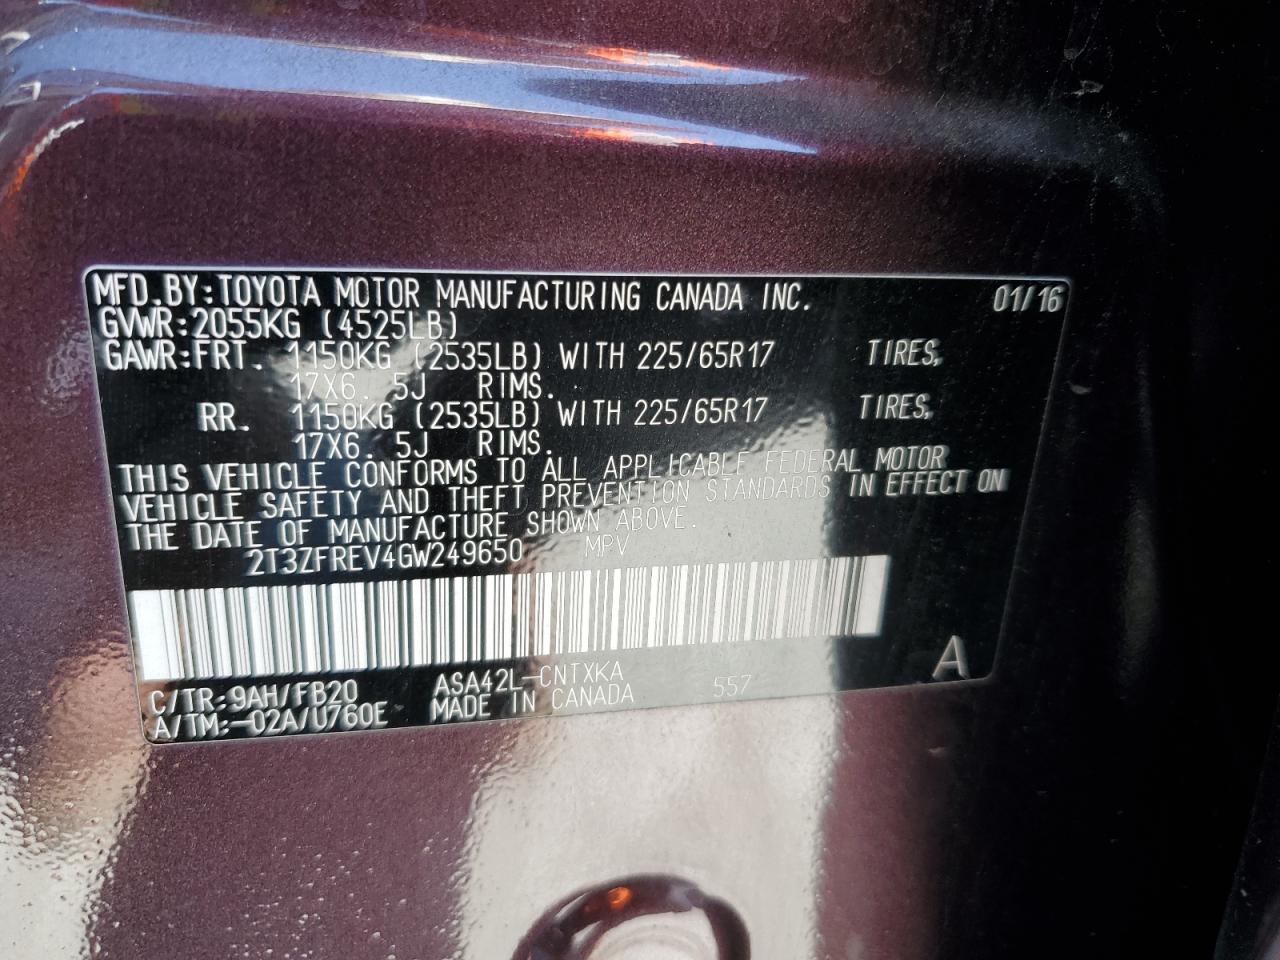 MFD.BY:TOYOTA MOTOR MANUFACTURING CANADA INC. 01/16
GVWR:2055KG (4525LB)
GAWR:FRT. 1150KG (2535LB) WITH 225/65R17 TIRES,
17X6. 5J RIMS.
RR. 1150KG (2535LB) WITH 225/65R17 TIRES,
17X6. 5J RIMS.
THIS VEHICLE CONFORMS TO ALL APPLICABLE FEDERAL MOTOR
VEHICLE SAFETY AND THEFT PREVENTION STANDARDS IN EFFECT ON
THE DATE OF MANUFACTURE SHOWN ABOVE.
2T3ZFREV4GW249650 MPV
A
C/TR:9AH/FB20 ASA42L-CNTXKA 557
A/TM:-02A/U760E MADE IN CANADA